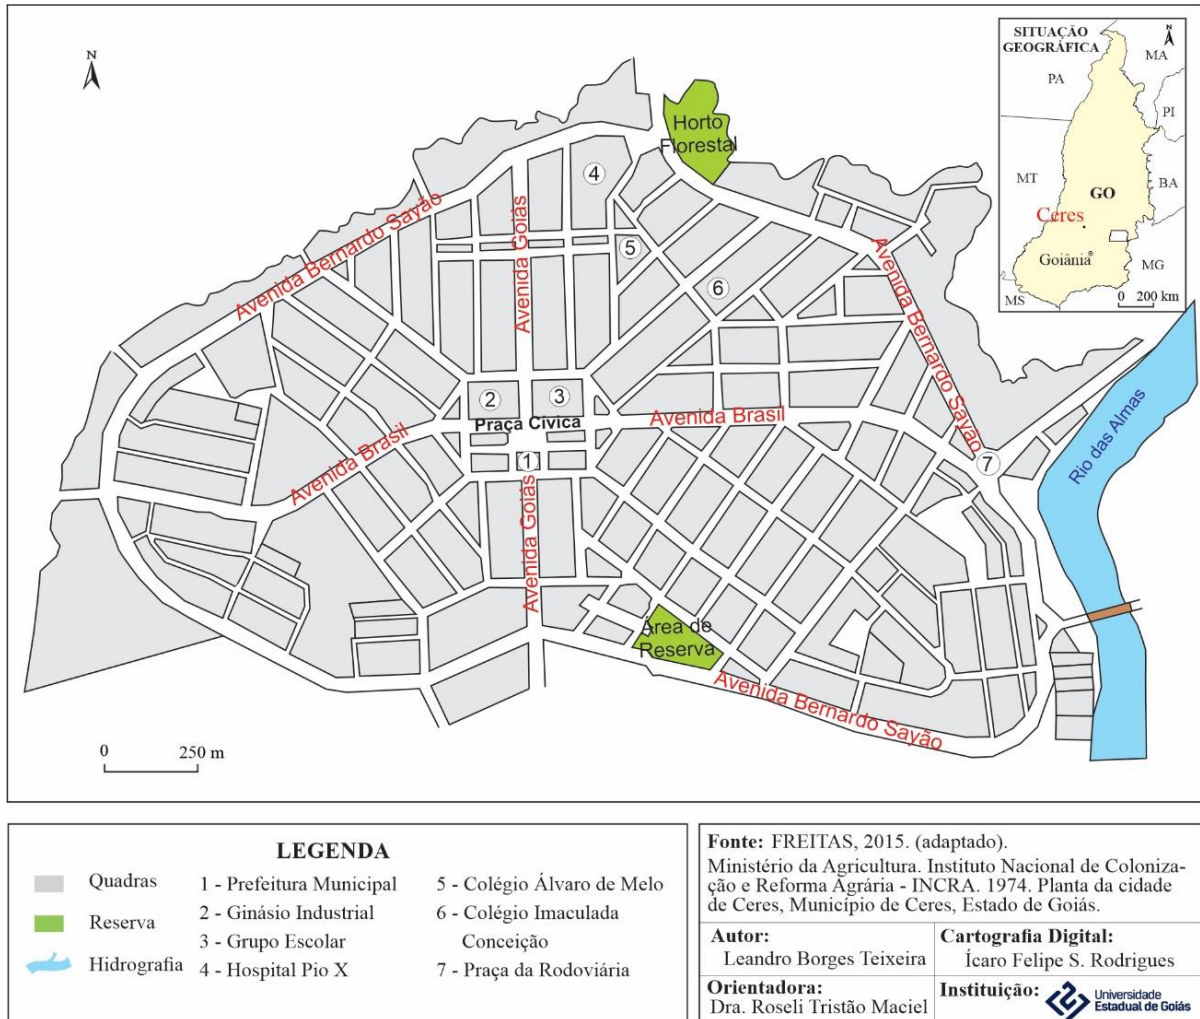 N
Horto
Florestal
4
5
6
Avenida Bernardo Sayão
Avenida Goiás
Avenida Bernardo Sayão
2
3
Praça Cívica
Avenida Brasil
Avenida Brasil
1
7
Rio das Almas
Avenida Goiás
Área de
Reserva
Avenida Bernardo Sayão
0 250 m
SITUAÇÃO
GEOGRÁFICA
N
MA
PA
PI
MT
BA
GO
Ceres
Goiânia
MG
MS
0 200 km
LEGENDA
Quadras
Reserva
Hidrografia
1 - Prefeitura Municipal
2 - Ginásio Industrial
3 - Grupo Escolar
4 - Hospital Pio X
5 - Colégio Álvaro de Melo
6 - Colégio Imaculada
Conceição
7 - Praça da Rodoviária
Fonte: FREITAS, 2015. (adaptado).
Ministério da Agricultura. Instituto Nacional de Coloniza-
ção e Reforma Agrária - INCRA. 1974. Planta da cidade
de Ceres, Município de Ceres, Estado de Goiás.
Autor:
Leandro Borges Teixeira
Cartografia Digital:
Ícaro Felipe S. Rodrigues
Orientadora:
Dra. Roseli Tristão Maciel
Instituição:
Universidade
Estadual de Goiás